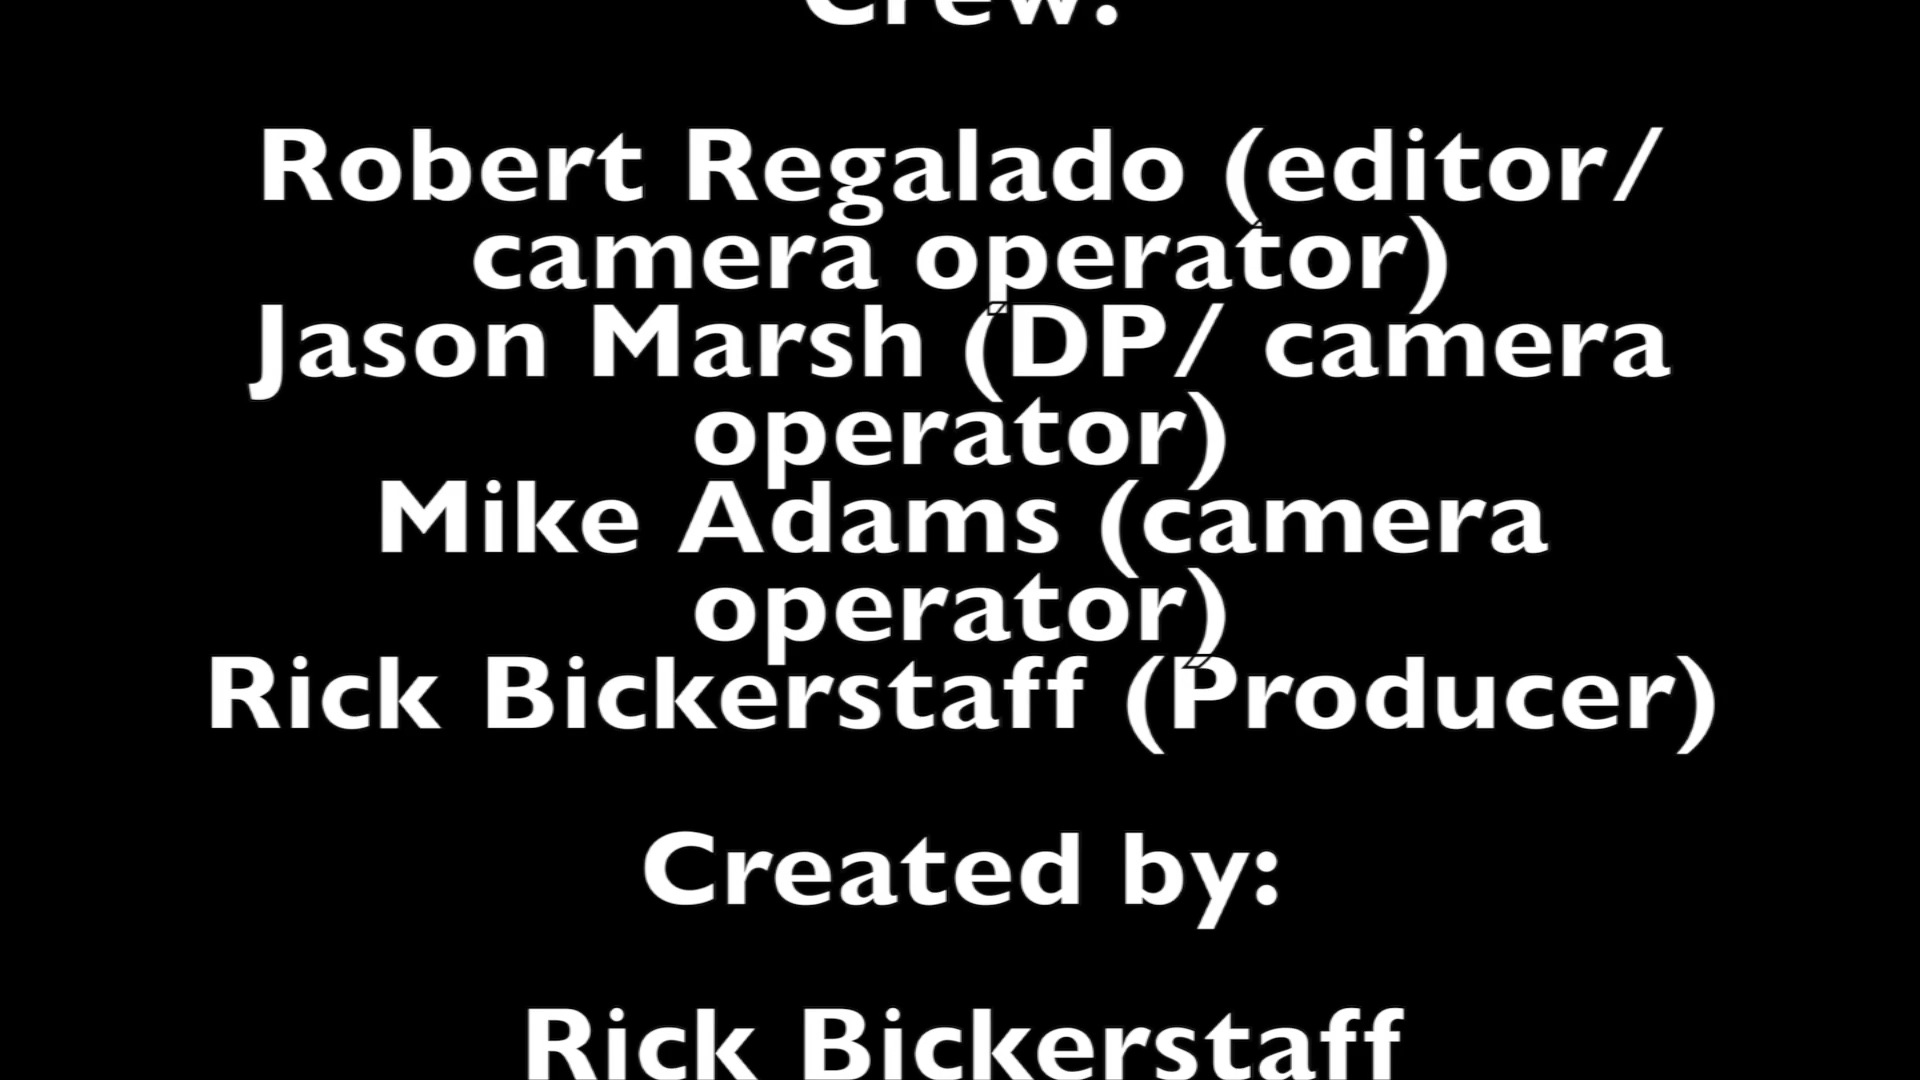 Crew:
Robert Regalado (editor/
camera operator)
Jason Marsh (DP/ camera
operator)
Mike Adams (camera
operator)
Rick Bickerstaff (Producer)
Created by:
Rick Bickerstaff